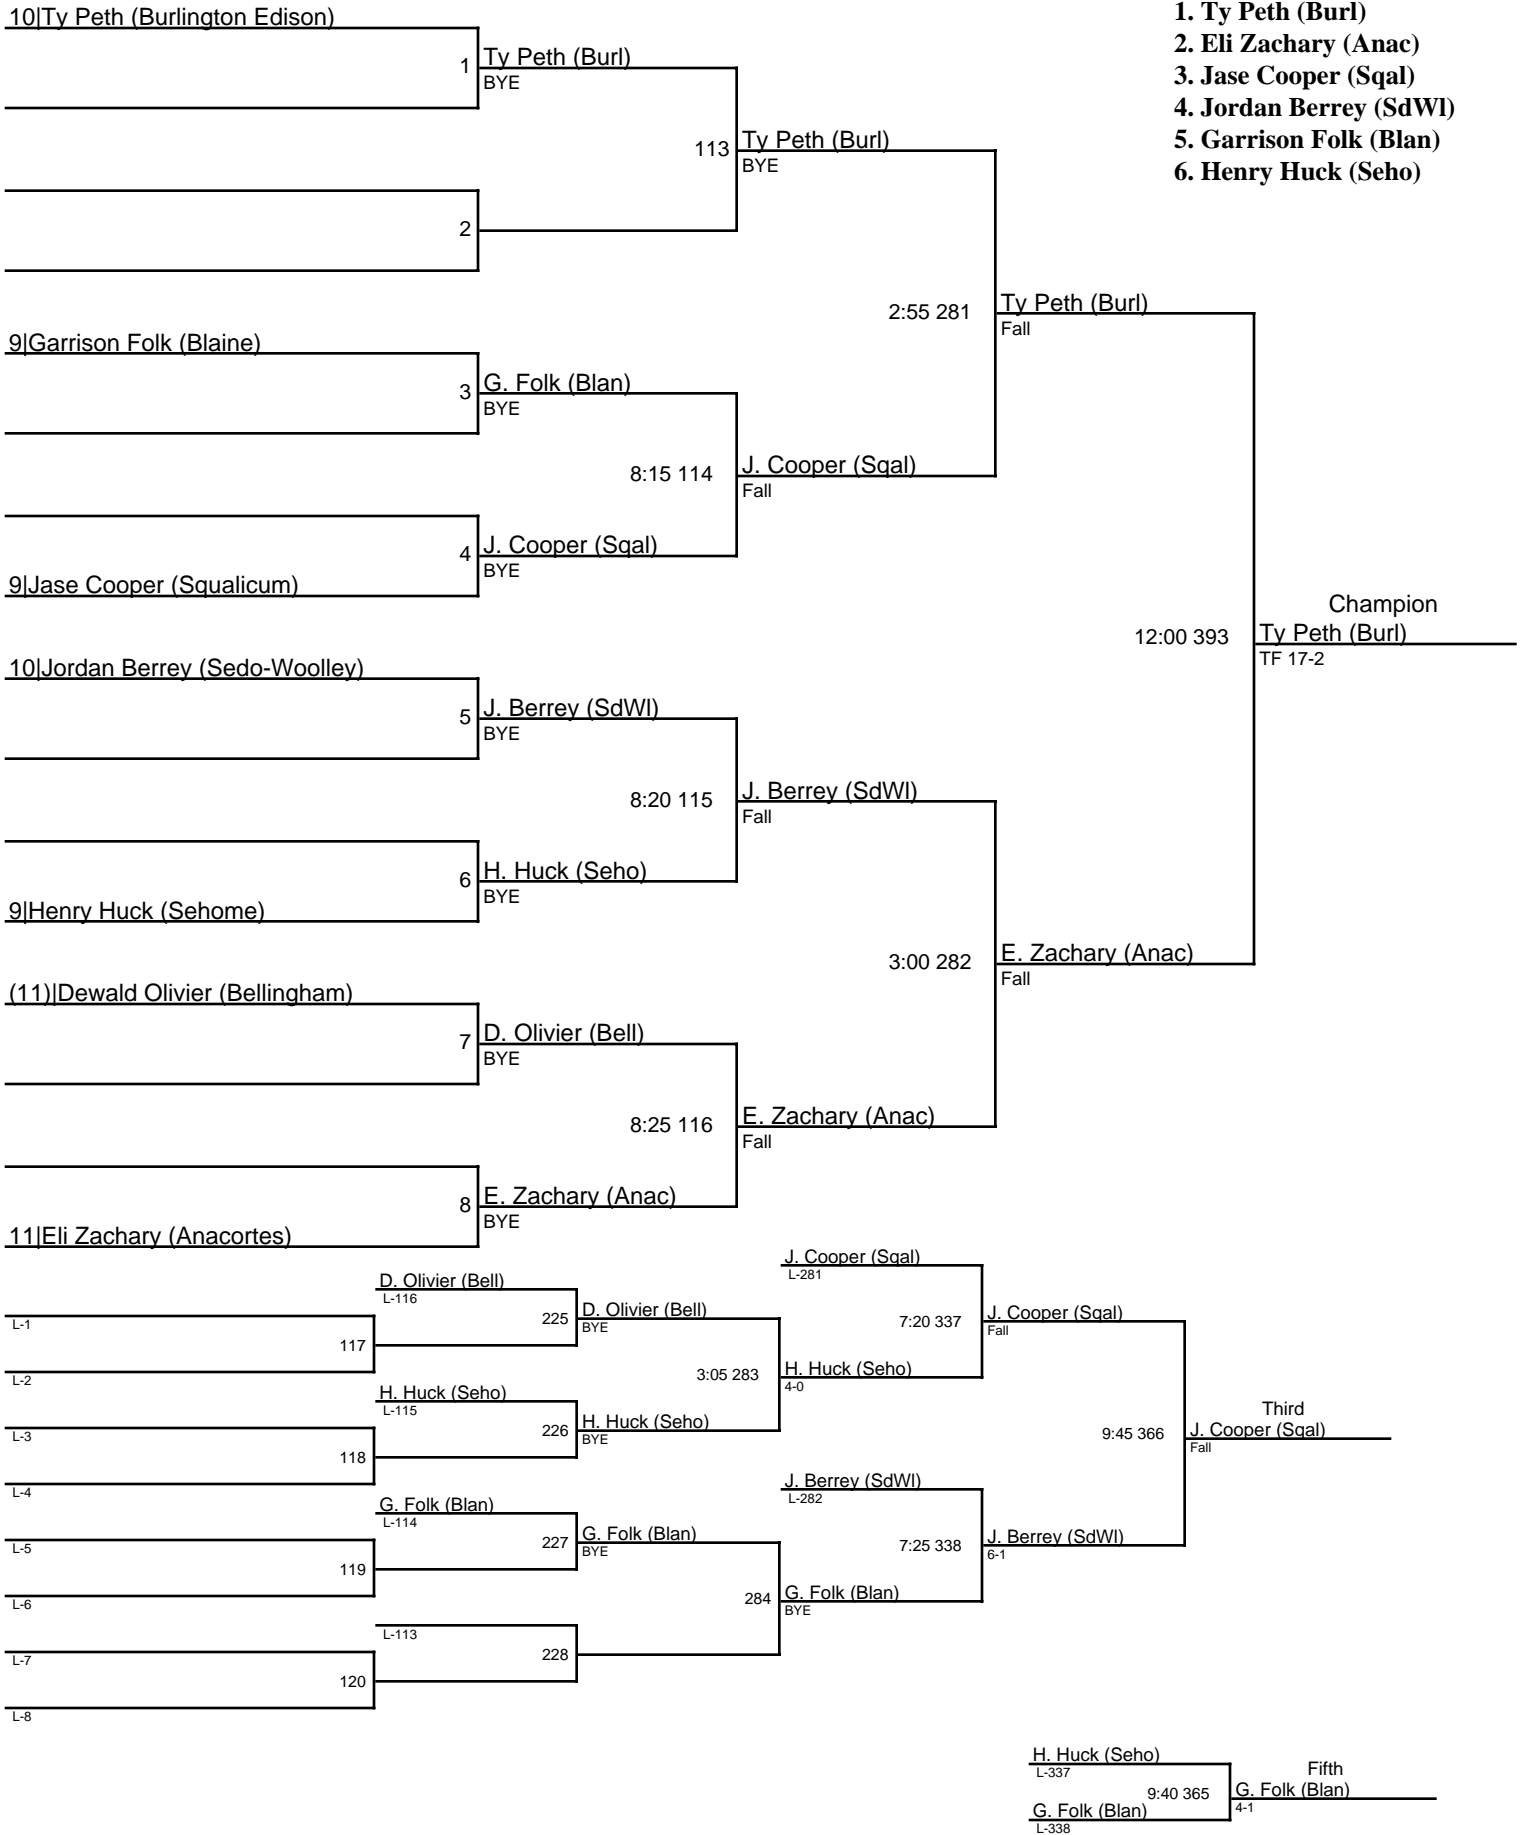 10|Ty Peth (Burlington Edison)
1
Ty Peth (Burl)
BYE
113
Ty Peth (Burl)
BYE
2
2:55 281
Ty Peth (Burl)
Fall
9|Garrison Folk (Blaine)
3
G. Folk (Blan)
BYE
8:15 114
J. Cooper (Sqal)
Fall
4
J. Cooper (Sqal)
BYE
9|Jase Cooper (Squalicum)
12:00 393
Champion
Ty Peth (Burl)
TF 17-2
10|Jordan Berrey (Sedo-Woolley)
5
J. Berrey (SdWl)
BYE
8:20 115
J. Berrey (SdWl)
Fall
6
H. Huck (Seho)
BYE
9|Henry Huck (Sehome)
3:00 282
E. Zachary (Anac)
Fall
(11)|Dewald Olivier (Bellingham)
7
D. Olivier (Bell)
BYE
8:25 116
E. Zachary (Anac)
Fall
8
E. Zachary (Anac)
BYE
11|Eli Zachary (Anacortes)
1. Ty Peth (Burl)
2. Eli Zachary (Anac)
3. Jase Cooper (Sqal)
4. Jordan Berrey (SdWl)
5. Garrison Folk (Blan)
6. Henry Huck (Seho)
L-1
117
L-2
D. Olivier (Bell)
L-116
225
D. Olivier (Bell)
BYE
L-3
118
L-4
H. Huck (Seho)
L-115
226
H. Huck (Seho)
BYE
3:05 283
H. Huck (Seho)
4-0
J. Cooper (Sqal)
L-281
7:20 337
J. Cooper (Sqal)
Fall
L-5
119
L-6
G. Folk (Blan)
L-114
227
G. Folk (Blan)
BYE
L-7
120
L-8
L-113
228
284
G. Folk (Blan)
BYE
J. Berrey (SdWl)
L-282
7:25 338
J. Berrey (SdWl)
6-1
9:45 366
Third
J. Cooper (Sqal)
Fall
H. Huck (Seho)
L-337
9:40 365
G. Folk (Blan)
L-338
Fifth
G. Folk (Blan)
4-1